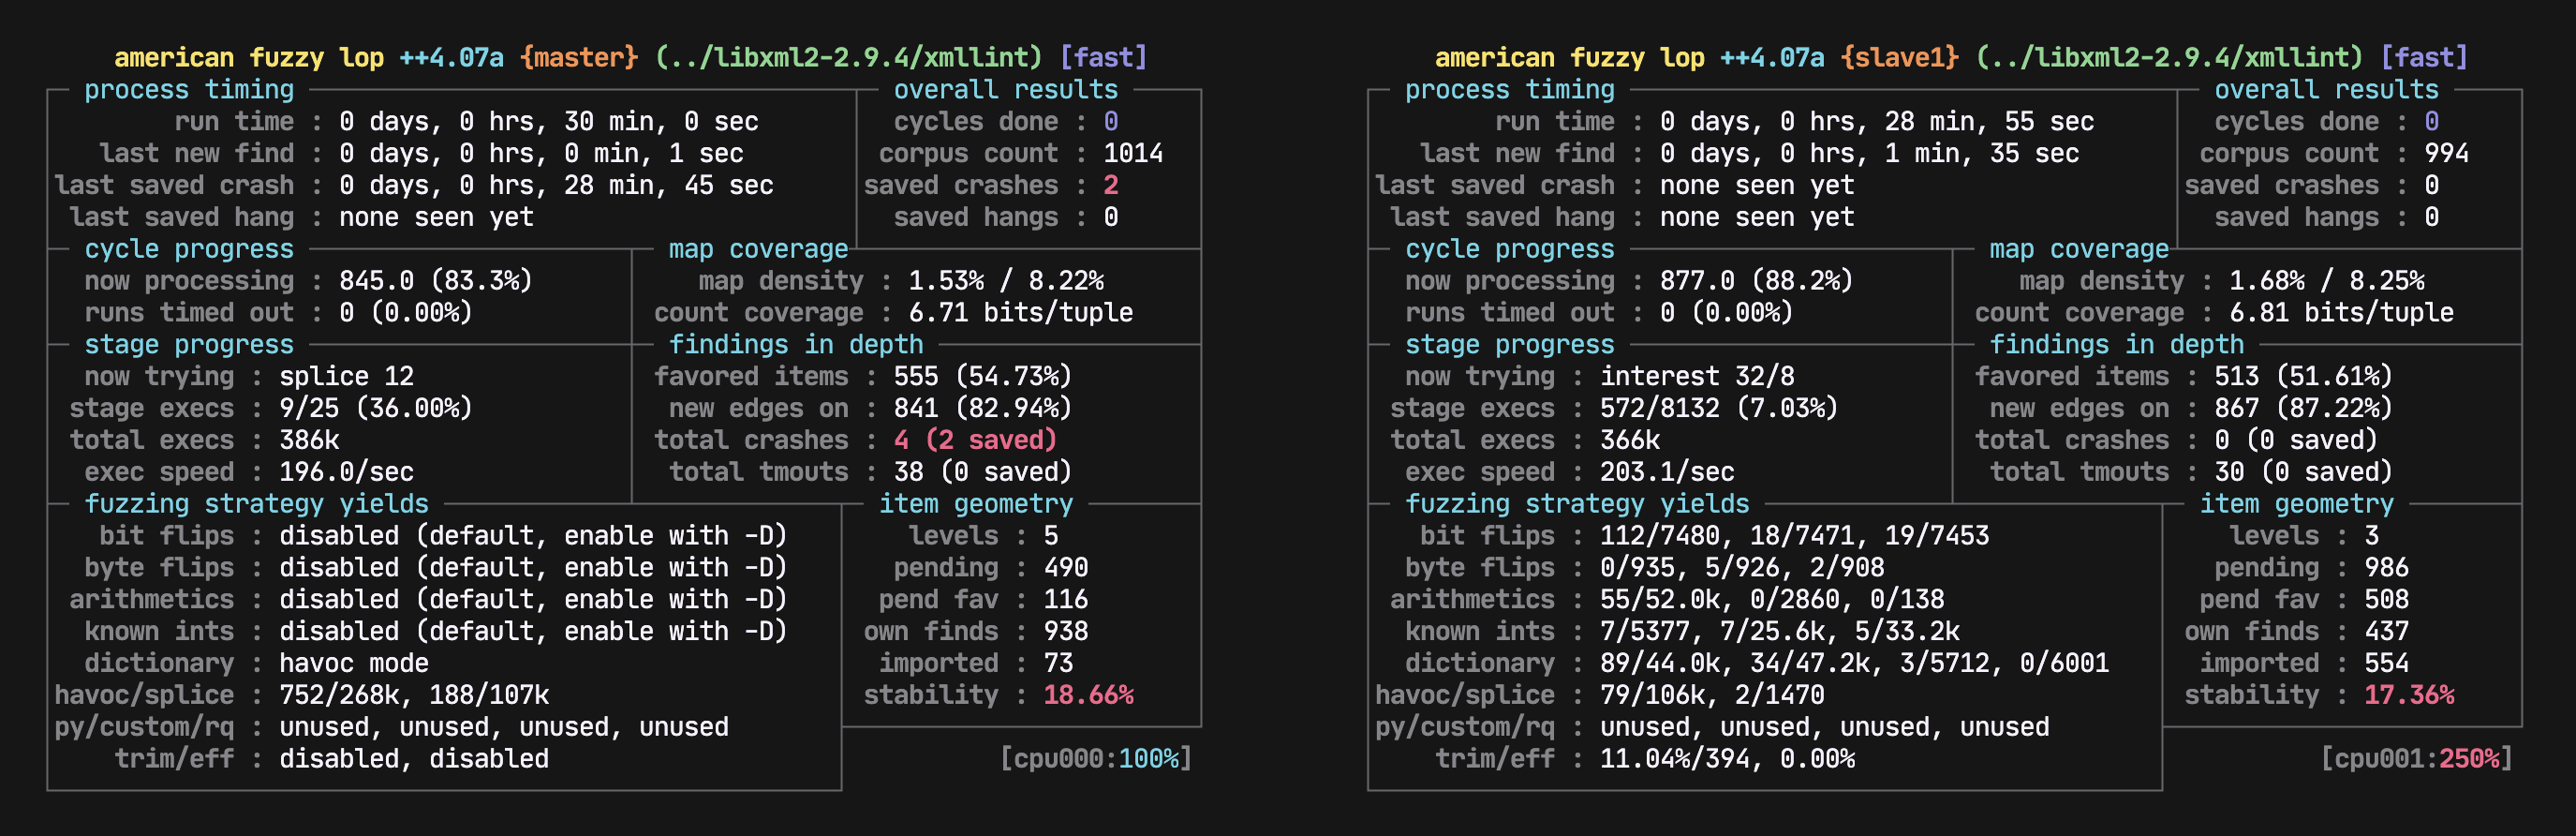 american fuzzy lop ++4.07a {master} (../libxml2-2.9.4/xmllint) [fast]
process timing overall results
run time : 0 days, 0 hrs, 30 min, 0 sec cycles done : 0
last new find : 0 days, 0 hrs, 0 min, 1 sec corpus count : 1014
last saved crash : 0 days, 0 hrs, 28 min, 45 sec saved crashes : 2
last saved hang : none seen yet saved hangs : 0
cycle progress map coverage
now processing : 845.0 (83.3%) map density : 1.53% / 8.22%
runs timed out : 0 (0.00%) count coverage : 6.71 bits/tuple
stage progress findings in depth
now trying : splice 12 favored items : 555 (54.73%)
stage execs : 9/25 (36.00%) new edges on : 841 (82.94%)
total execs : 386k total crashes : 4 (2 saved)
exec speed : 196.0/sec total tmouts : 38 (0 saved)
fuzzing strategy yields item geometry
bit flips : disabled (default, enable with -D) levels : 5
byte flips : disabled (default, enable with -D) pending : 490
arithmetics : disabled (default, enable with -D) pend fav : 116
known ints : disabled (default, enable with -D) own finds : 938
dictionary : havoc mode imported : 73
havoc/splice : 752/268k, 188/107k stability : 18.66%
py/custom/rq : unused, unused, unused, unused
trim/eff : disabled, disabled [cpu000:100%]
american fuzzy lop ++4.07a {slave1} (../libxml2-2.9.4/xmllint) [fast]
process timing overall results
run time : 0 days, 0 hrs, 28 min, 55 sec cycles done : 0
last new find : 0 days, 0 hrs, 1 min, 35 sec corpus count : 994
last saved crash : none seen yet saved crashes : 0
last saved hang : none seen yet saved hangs : 0
cycle progress map coverage
now processing : 877.0 (88.2%) map density : 1.68% / 8.25%
runs timed out : 0 (0.00%) count coverage : 6.81 bits/tuple
stage progress findings in depth
now trying : interest 32/8 favored items : 513 (51.61%)
stage execs : 572/8132 (7.03%) new edges on : 867 (87.22%)
total execs : 366k total crashes : 0 (0 saved)
exec speed : 203.1/sec total tmouts : 30 (0 saved)
fuzzing strategy yields item geometry
bit flips : 112/7480, 18/7471, 19/7453 levels : 3
byte flips : 0/935, 5/926, 2/908 pending : 986
arithmetics : 55/52.0k, 0/2860, 0/138 pend fav : 508
known ints : 7/5377, 7/25.6k, 5/33.2k own finds : 437
dictionary : 89/44.0k, 34/47.2k, 3/5712, 0/6001 imported : 554
havoc/splice : 79/106k, 2/1470 stability : 17.36%
py/custom/rq : unused, unused, unused, unused
trim/eff : 11.04%/394, 0.00% [cpu001:250%]